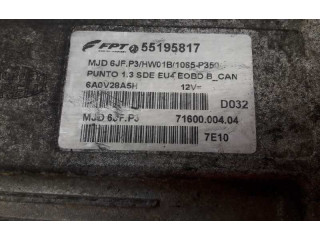 FPT 55195817
MJD 6JF.P3/HW01B/1065-P350
PUNTO 1.3 SDE EU4 EOBD B_CAN
6A0V28A5H 12V=
D032
MJD 6JF.P3 71600.004.04
7E10